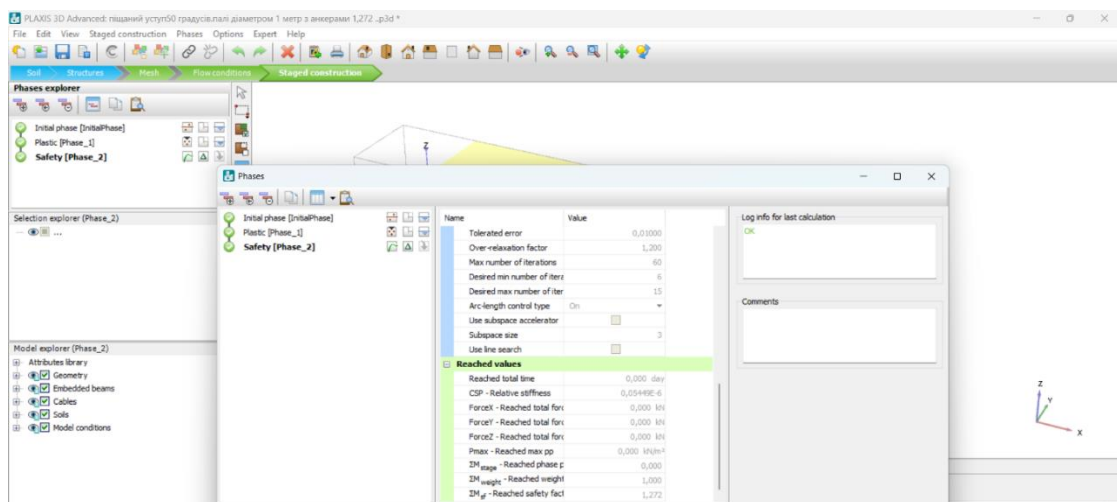 PLAXIS 3D Advanced: піщаний уступ50 градусів.палі діаметром 1 метр з анкерами 1,272 ..p3d *
File Edit View Staged construction Phases Options Expert Help
Soil Structures Mesh Flow conditions Staged construction
Phases explorer
Initial phase [InitialPhase]
Plastic [Phase_1]
Safety [Phase_2]
Selection explorer (Phase_2)
...
Model explorer (Phase_2)
Attributes library
Geometry
Embedded beams
Cables
Soils
Model conditions
Z
Phases
Initial phase [InitialPhase]
Plastic [Phase_1]
Safety [Phase_2]
Name Value
Tolerated error 0,01000
Over-relaxation factor 1,200
Max number of iterations 60
Desired min number of itera 6
Desired max number of iter 15
Arc-length control type On
Use subspace accelerator
Subspace size 3
Use line search
Reached values
Reached total time 0,000 day
CSP - Relative stiffness 0,05449E-6
ForceX - Reached total forc 0,000 kN
ForceY - Reached total forc 0,000 kN
ForceZ - Reached total forc 0,000 kN
Pmax - Reached max pp 0,000 kN/m²
ΣM stage - Reached phase p 0,000
ΣM weight - Reached weight 1,000
ΣM sf - Reached safety fact 1,272
Log info for last calculation
OK
Comments
Z
Y
X